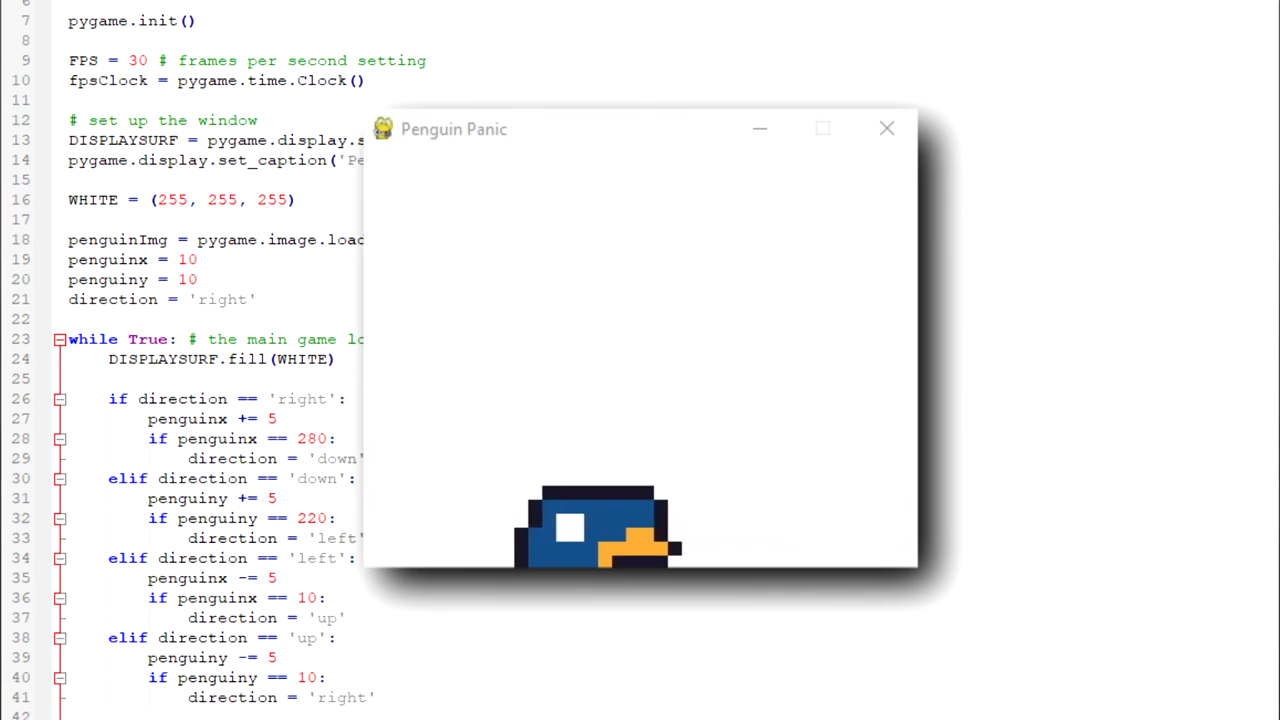 6
7 pygame.init()
8
9 FPS = 30 # frames per second setting
10 fpsClock = pygame.time.Clock()
11
12 # set up the window
13 DISPLAYSURF = pygame.display.s
14 pygame.display.set_caption('Pe
15
16 WHITE = (255, 255, 255)
17
18 penguinImg = pygame.image.load
19 penguinx = 10
20 penguiny = 10
21 direction = 'right'
22
23 while True: # the main game lo
24 DISPLAYSURF.fill(WHITE)
25
26 if direction == 'right':
27 penguinx += 5
28 if penguinx == 280:
29 direction = 'down'
30 elif direction == 'down':
31 penguiny += 5
32 if penguiny == 220:
33 direction = 'left'
34 elif direction == 'left':
35 penguinx -= 5
36 if penguinx == 10:
37 direction = 'up'
38 elif direction == 'up':
39 penguiny -= 5
40 if penguiny == 10:
41 direction = 'right'
42
Penguin Panic